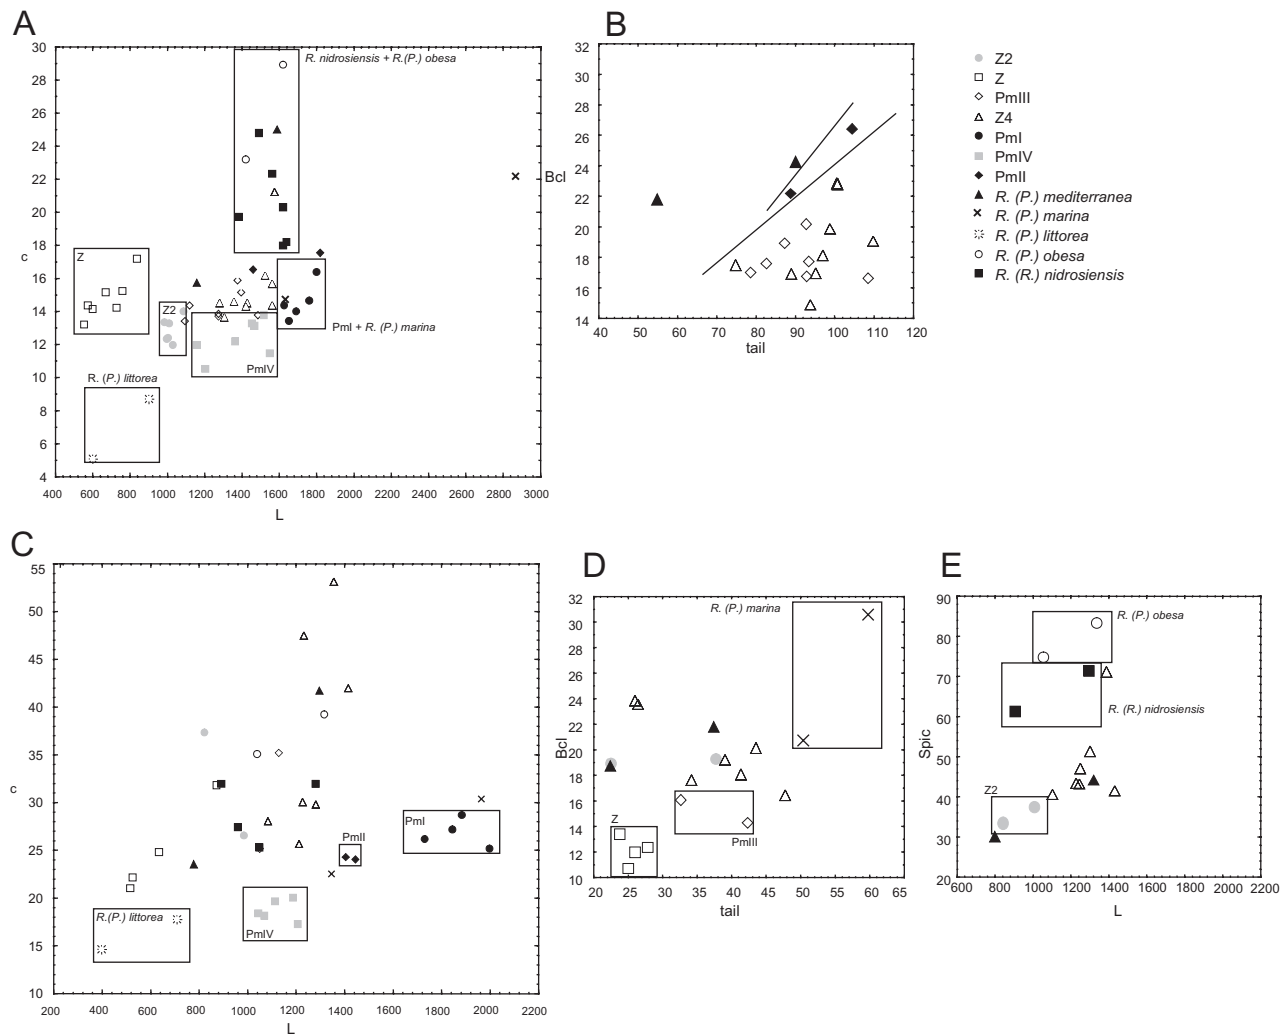 A
30
28
26
24
22
20
18
16
14
12
10
8
6
4
c
400 600 800 1000 1200 1400 1600 1800 2000 2200 2400 2600 2800 3000
L
R. nidrosiensis + R.(P.) obesa
Z
Z2
PmI + R. (P.) marina
PmIV
R. (P.) littorea
B
32
30
28
26
24
22
20
18
16
14
Bcl
40 50 60 70 80 90 100 110 120
tail
Z2
Z
PmIII
Z4
PmI
PmIV
PmII
R. (P.) mediterranea
R. (P.) marina
R. (P.) littorea
R. (P.) obesa
R. (R.) nidrosiensis
C
55
50
45
40
35
30
25
20
15
10
c
200 400 600 800 1000 1200 1400 1600 1800 2000 2200
L
PmI
PmII
PmIV
R.(P.) littorea
D
32
30
28
26
24
22
20
18
16
14
12
10
Bcl
20 25 30 35 40 45 50 55 60 65
tail
R. (P.) marina
Z
PmIII
E
90
80
70
60
50
40
30
20
Spic
600 800 1000 1200 1400 1600 1800 2000 2200
L
R. (P.) obesa
R. (R.) nidrosiensis
Z2